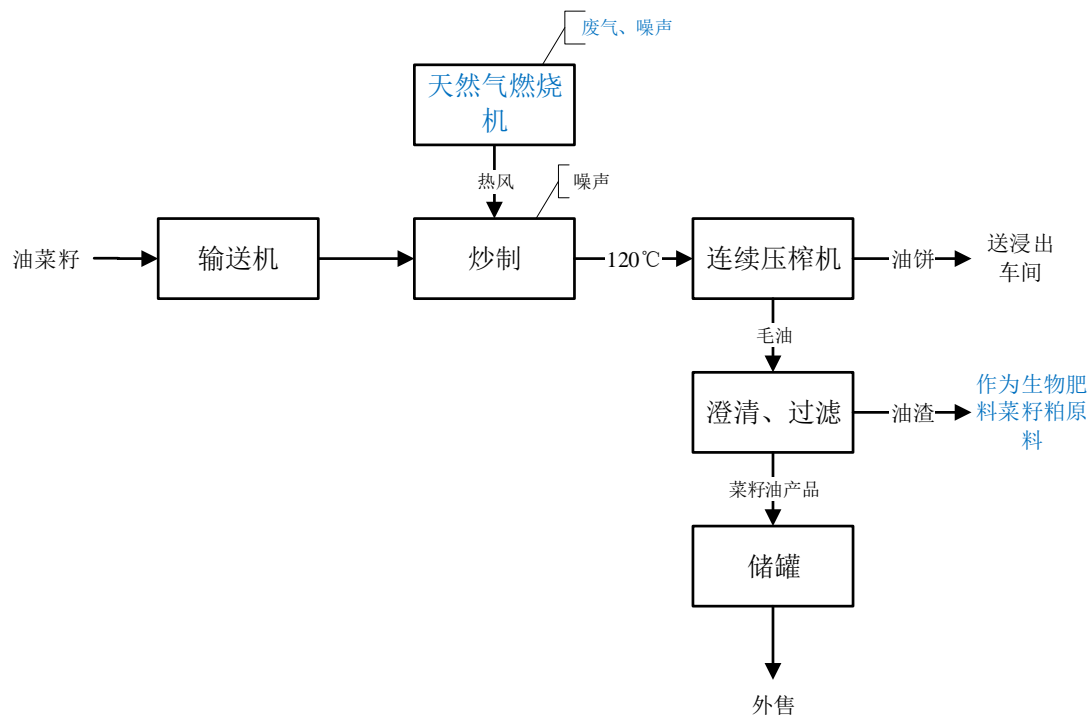 废气、噪声
天然气燃烧
机
热风
噪声
油菜籽
输送机
炒制
120℃
连续压榨机
油饼
送浸出
车间
毛油
澄清、过滤
油渣
作为生物肥
料菜籽粕原
料
菜籽油产品
储罐
外售